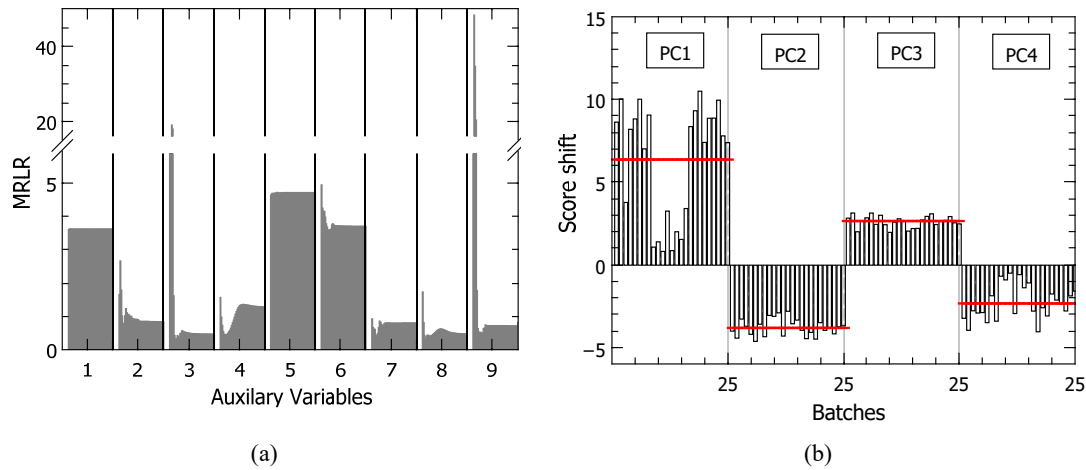 40
20
5
0
MRLR
1 2 3 4 5 6 7 8 9
Auxilary Variables
(a)
15
10
5
0
−5
Score shift
PC1 PC2 PC3 PC4
25 25 25 25
Batches
(b)